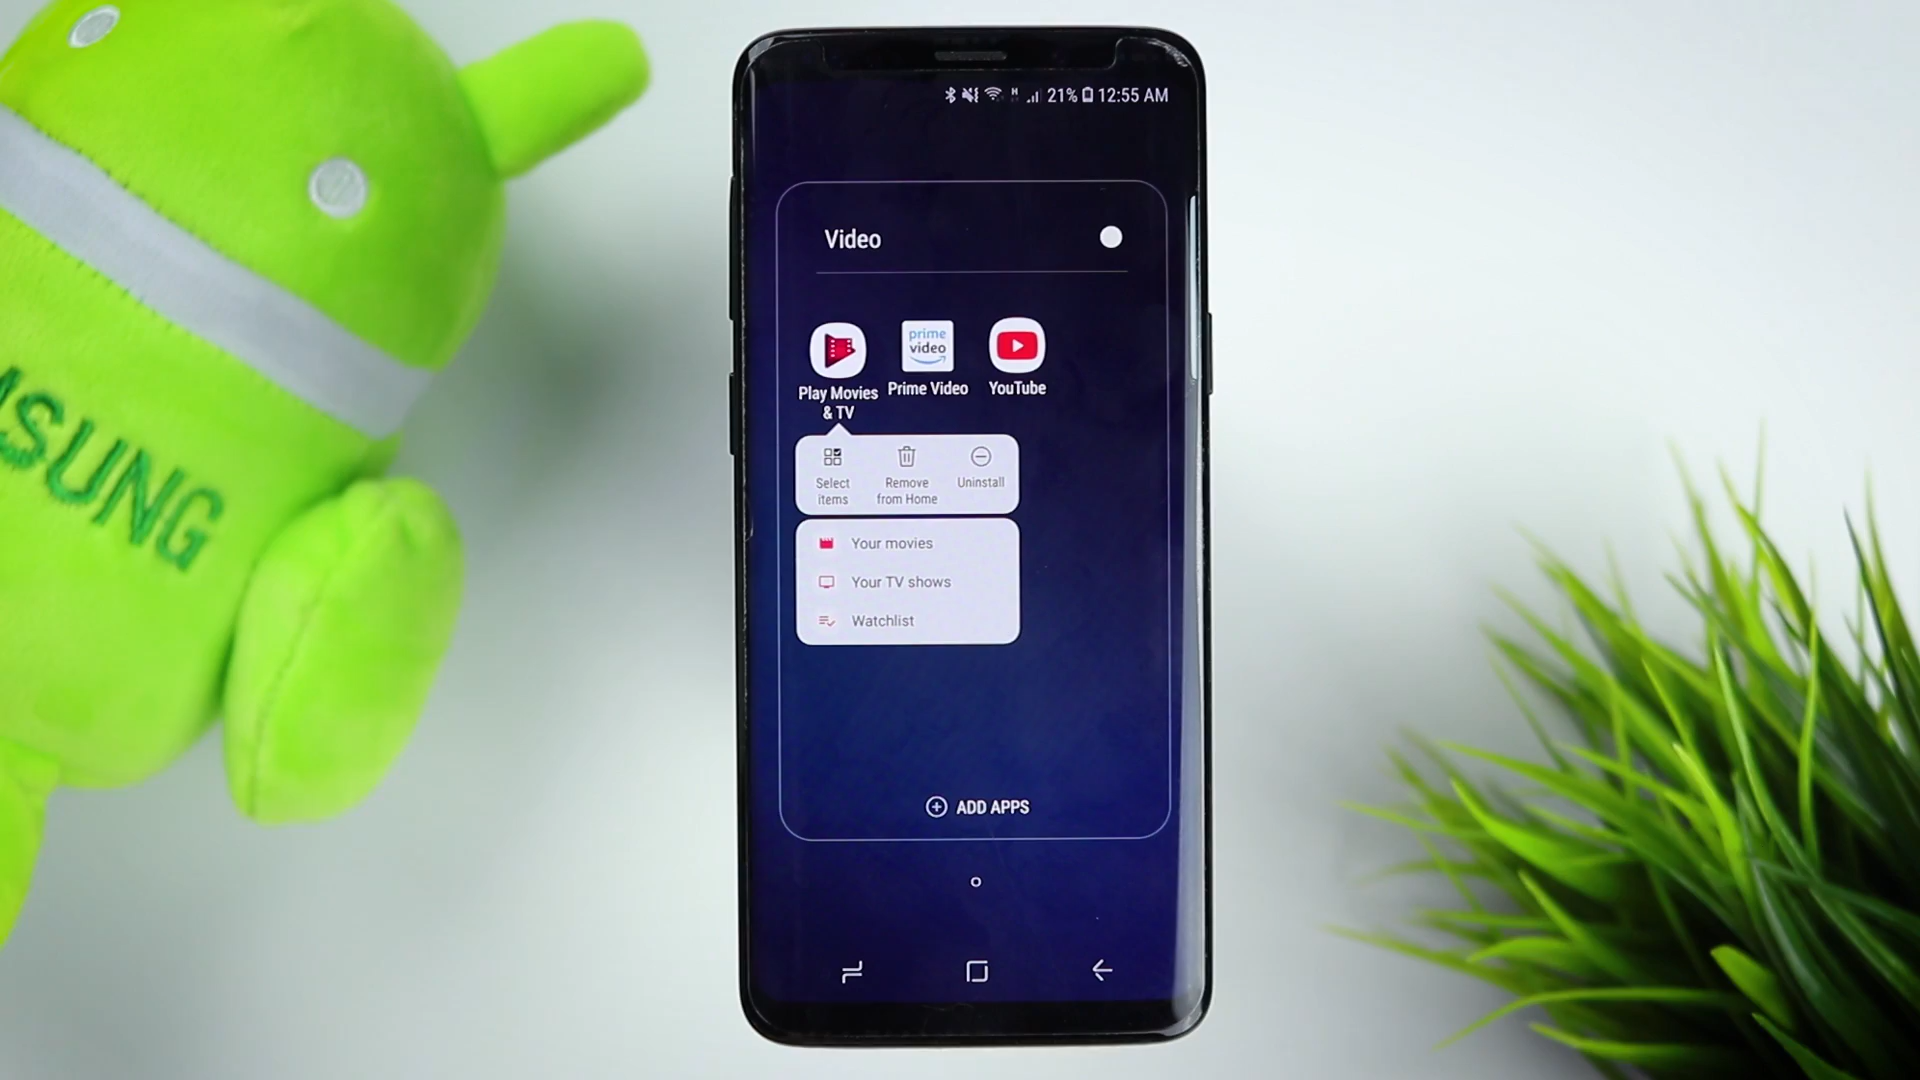 SUNG
21% 12:55 AM
Video
prime
video
Play Movies
& TV
Prime Video
YouTube
Select
items
Remove
from Home
Uninstall
Your movies
Your TV shows
Watchlist
ADD APPS